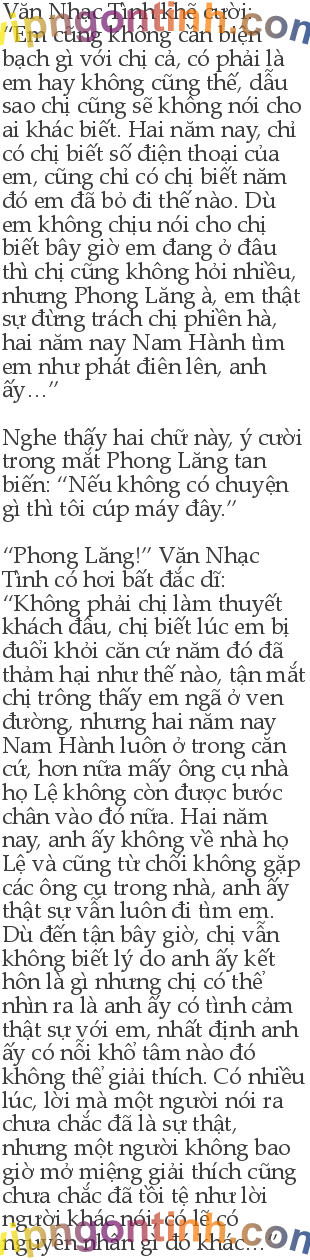 Văn Nhạc Tình khẽ cười:
“Em cũng không cần biện
bạch gì với chị cả, có phải là
em hay không cũng thế, dẫu
sao chị cũng sẽ không nói cho
ai khác biết. Hai năm nay, chỉ
có chị biết số điện thoại của
em, cũng chỉ có chị biết năm
đó em đã bỏ đi thế nào. Dù
em không chịu nói cho chị
biết bây giờ em đang ở đâu
thì chị cũng không hỏi nhiều,
nhưng Phong Lăng à, em thật
sự đừng trách chị phiền hà,
hai năm nay Nam Hành tìm
em như phát điên lên, anh
ấy…”

Nghe thấy hai chữ này, ý cười
trong mắt Phong Lăng tan
biến: “Nếu không có chuyện
gì thì tôi cúp máy đây.”

“Phong Lăng!” Văn Nhạc
Tình có hơi bất đắc dĩ:
“Không phải chị làm thuyết
khách đâu, chị biết lúc em bị
đuổi khỏi căn cứ năm đó đã
thảm hại như thế nào, tận mắt
chị trông thấy em ngã ở ven
đường, nhưng hai năm nay
Nam Hành luôn ở trong căn
cứ, hơn nữa mấy ông cụ nhà
họ Lệ không còn được bước
chân vào đó nữa. Hai năm
nay, anh ấy không về nhà họ
Lệ và cũng từ chối không gặp
các ông cụ trong nhà, anh ấy
thật sự vẫn luôn đi tìm em.
Dù đến tận bây giờ, chị vẫn
không biết lý do anh ấy kết
hôn là gì nhưng chị có thể
nhìn ra là anh ấy có tình cảm
thật sự với em, nhất định anh
ấy có nỗi khổ tâm nào đó
không thể giải thích. Có nhiều
lúc, lời mà một người nói ra
chưa chắc đã là sự thật,
nhưng một người không bao
giờ mở miệng giải thích cũng
chưa chắc đã tồi tệ như lời
người khác nói, có lẽ có
nguyên nhân gì đó khác…”
vipngontinh.com
vipngontinh.com